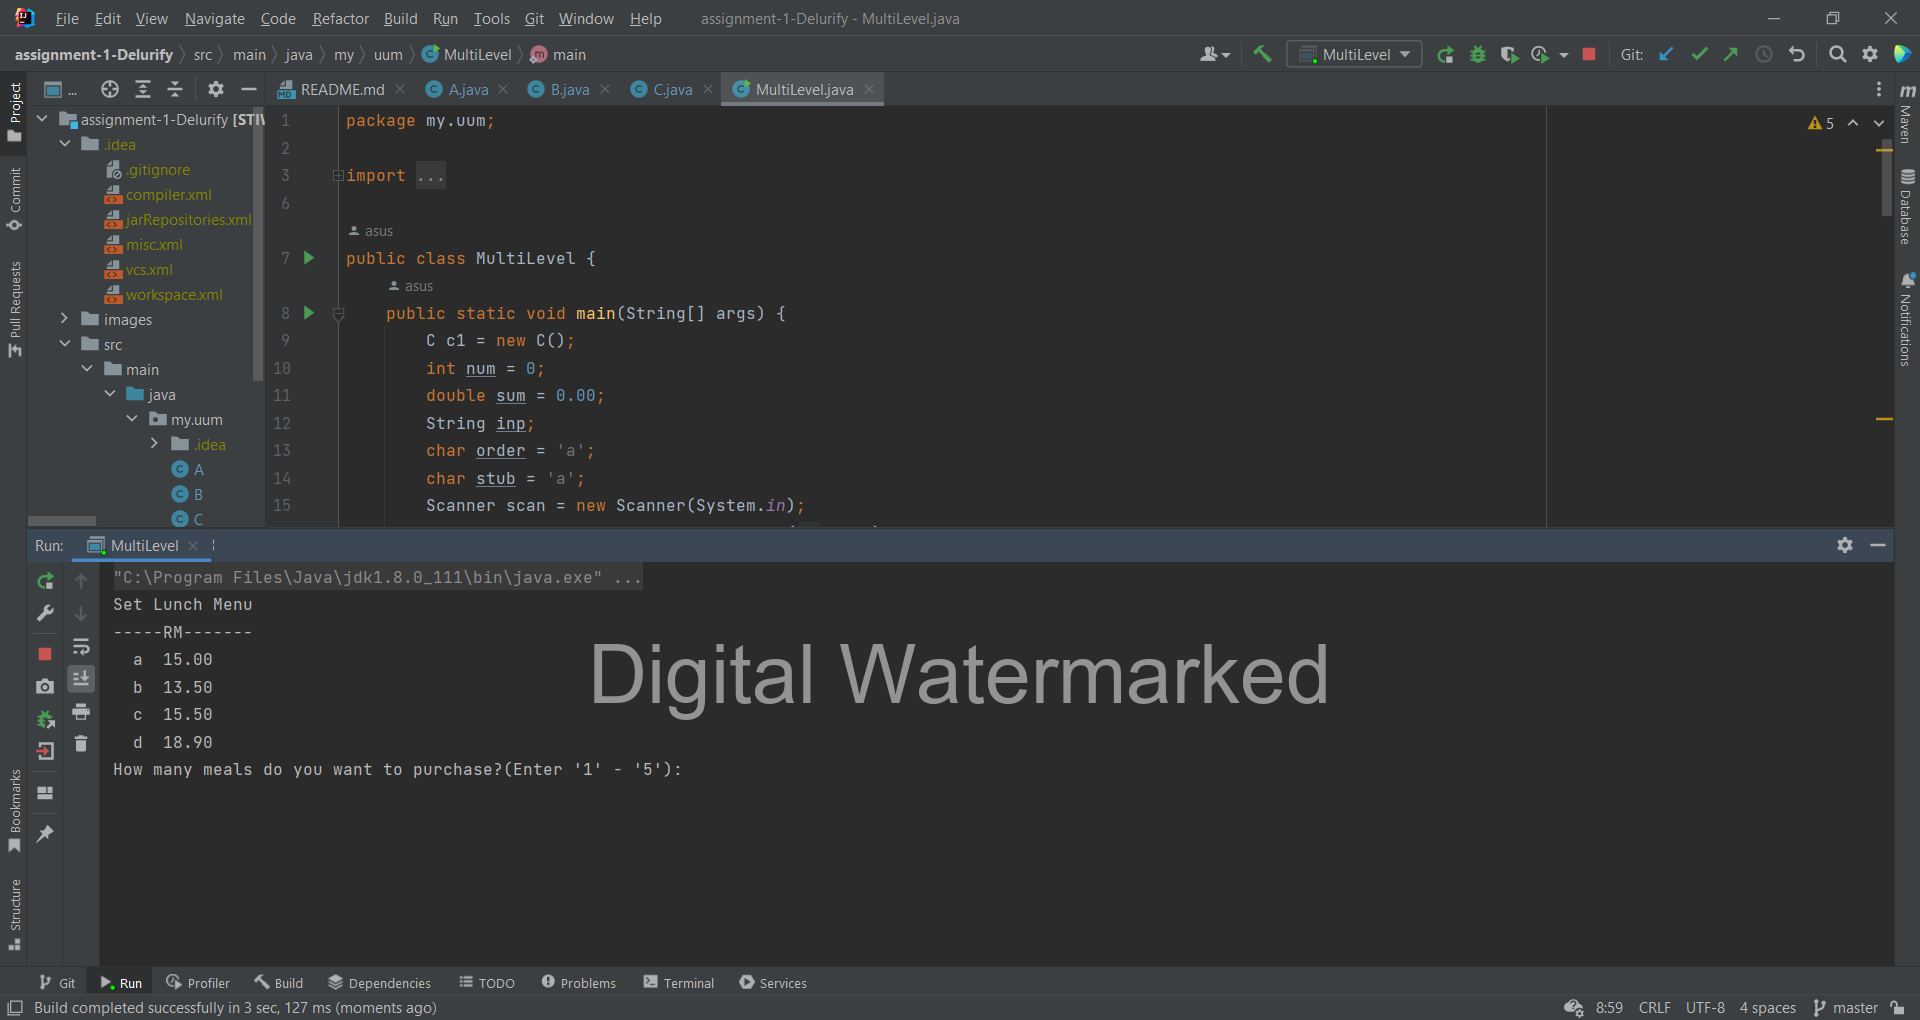 File Edit View Navigate Code Refactor Build Run Tools Git Window Help assignment-1-Delurify - MultiLevel.java
assignment-1-Delurify src main java my uum MultiLevel main MultiLevel Git:
Project
Commit
Pull Requests
Bookmarks
Structure
...
assignment-1-Delurify [STIV
.idea
.gitignore
compiler.xml
jarRepositories.xml
misc.xml
vcs.xml
workspace.xml
images
src
main
java
my.uum
.idea
A
B
C
README.md A.java B.java C.java MultiLevel.java
5
1 package my.uum;
2
3 import ...
6
asus
7 public class MultiLevel {
asus
8 public static void main(String[] args) {
9 C c1 = new C();
10 int num = 0;
11 double sum = 0.00;
12 String inp;
13 char order = 'a';
14 char stub = 'a';
15 Scanner scan = new Scanner(System.in);
Maven
Database
Notifications
Run: MultiLevel
"C:\Program Files\Java\jdk1.8.0_111\bin\java.exe" ...
Set Lunch Menu
-----RM-------
a 15.00
b 13.50
c 15.50
d 18.90
How many meals do you want to purchase?(Enter '1' - '5'):
Digital Watermarked
Git Run Profiler Build Dependencies TODO Problems Terminal Services
Build completed successfully in 3 sec, 127 ms (moments ago) 8:59 CRLF UTF-8 4 spaces master